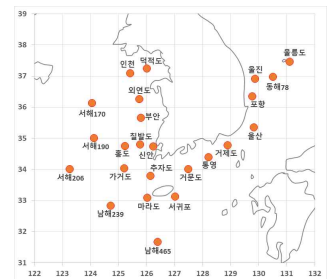 39
38
37
36
35
34
33
32
31
울릉도
인천 덕적도
울진
동해78
외연도
서해170
포항
부안
서해190
질발도
울산
홍도 신안
거제도
통영
서해206
가거도 추자도
거문도
남해239
마라도 서귀포
남해465
122 123 124 125 126 127 128 129 130 131 132